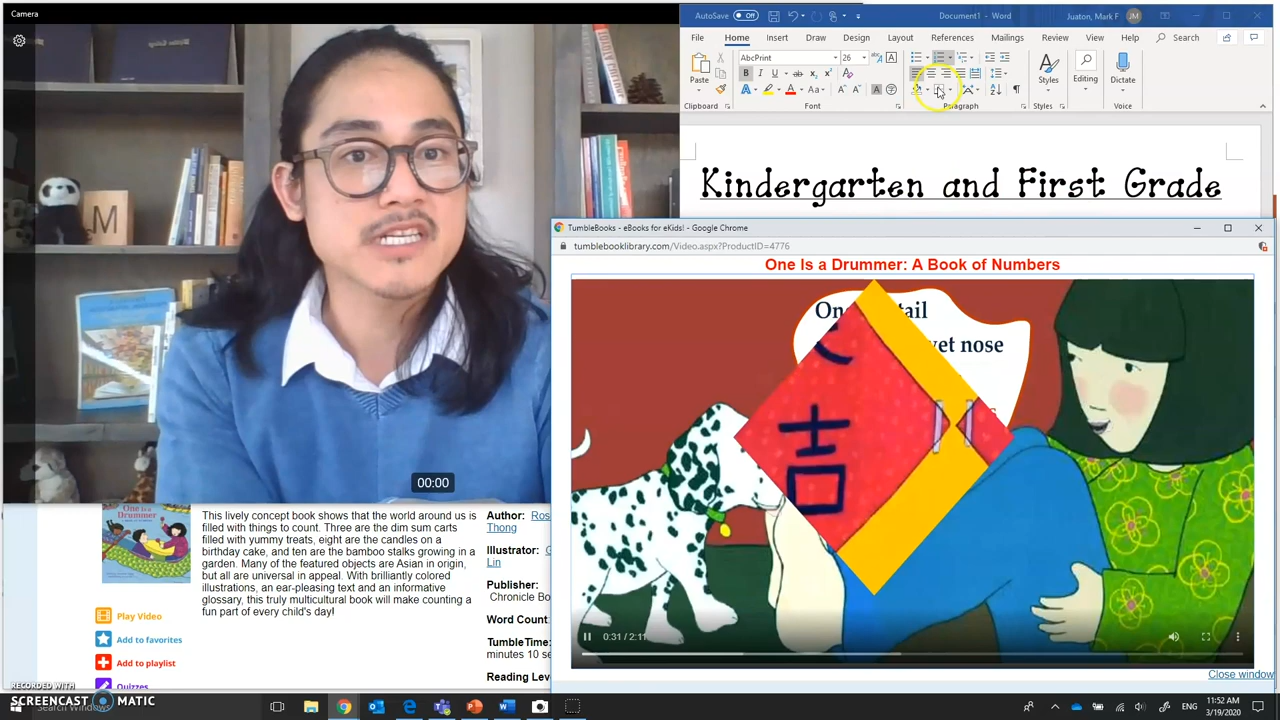 Camera
M
00:00
AutoSave Off
Document1 - Word
Juaton, Mark F
JM
File Home Insert Draw Design Layout References Mailings Review View Help Search
AbcPrint
26
Paste
Styles
Editing
Dictate
Clipboard
Font
Paragraph
Styles
Voice
Kindergarten and First Grade
TumbleBooks - eBooks for eKids! - Google Chrome
tumblebooklibrary.com/Video.aspx?ProductID=4776
One Is a Drummer: A Book of Numbers
tail
wet nose
吉
0:31 / 2:11
Close window
This lively concept book shows that the world around us is
filled with things to count. Three are the dim sum carts
filled with yummy treats, eight are the candles on a
birthday cake, and ten are the bamboo stalks growing in a
garden. Many of the featured objects are Asian in origin,
but all are universal in appeal. With brilliantly colored
illustrations, an ear-pleasing text and an informative
glossary, this truly multicultural book will make counting a
fun part of every child's day!
Author: Ros
Thong
Illustrator: G
Lin
Publisher:
Chronicle Bo
Word Count
TumbleTime:
minutes 10 se
Reading Leve
Play Video
Add to favorites
Add to playlist
Quizzes
RECORDED WITH
SCREENCAST MATIC
Search Windows
ENG
11:52 AM
3/19/2020